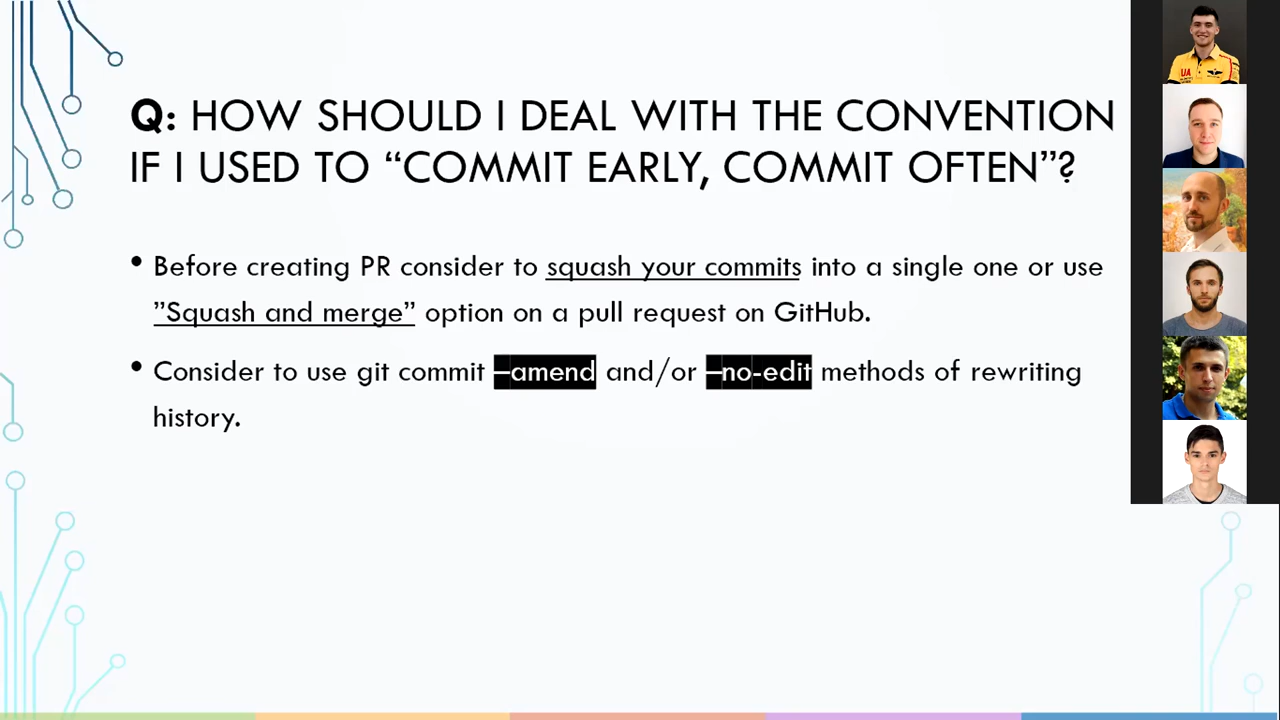 Q: HOW SHOULD I DEAL WITH THE CONVENTION
IF I USED TO “COMMIT EARLY, COMMIT OFTEN”?
• Before creating PR consider to squash your commits into a single one or use
”Squash and merge” option on a pull request on GitHub.
• Consider to use git commit –amend and/or –no-edit methods of rewriting
history.
UA